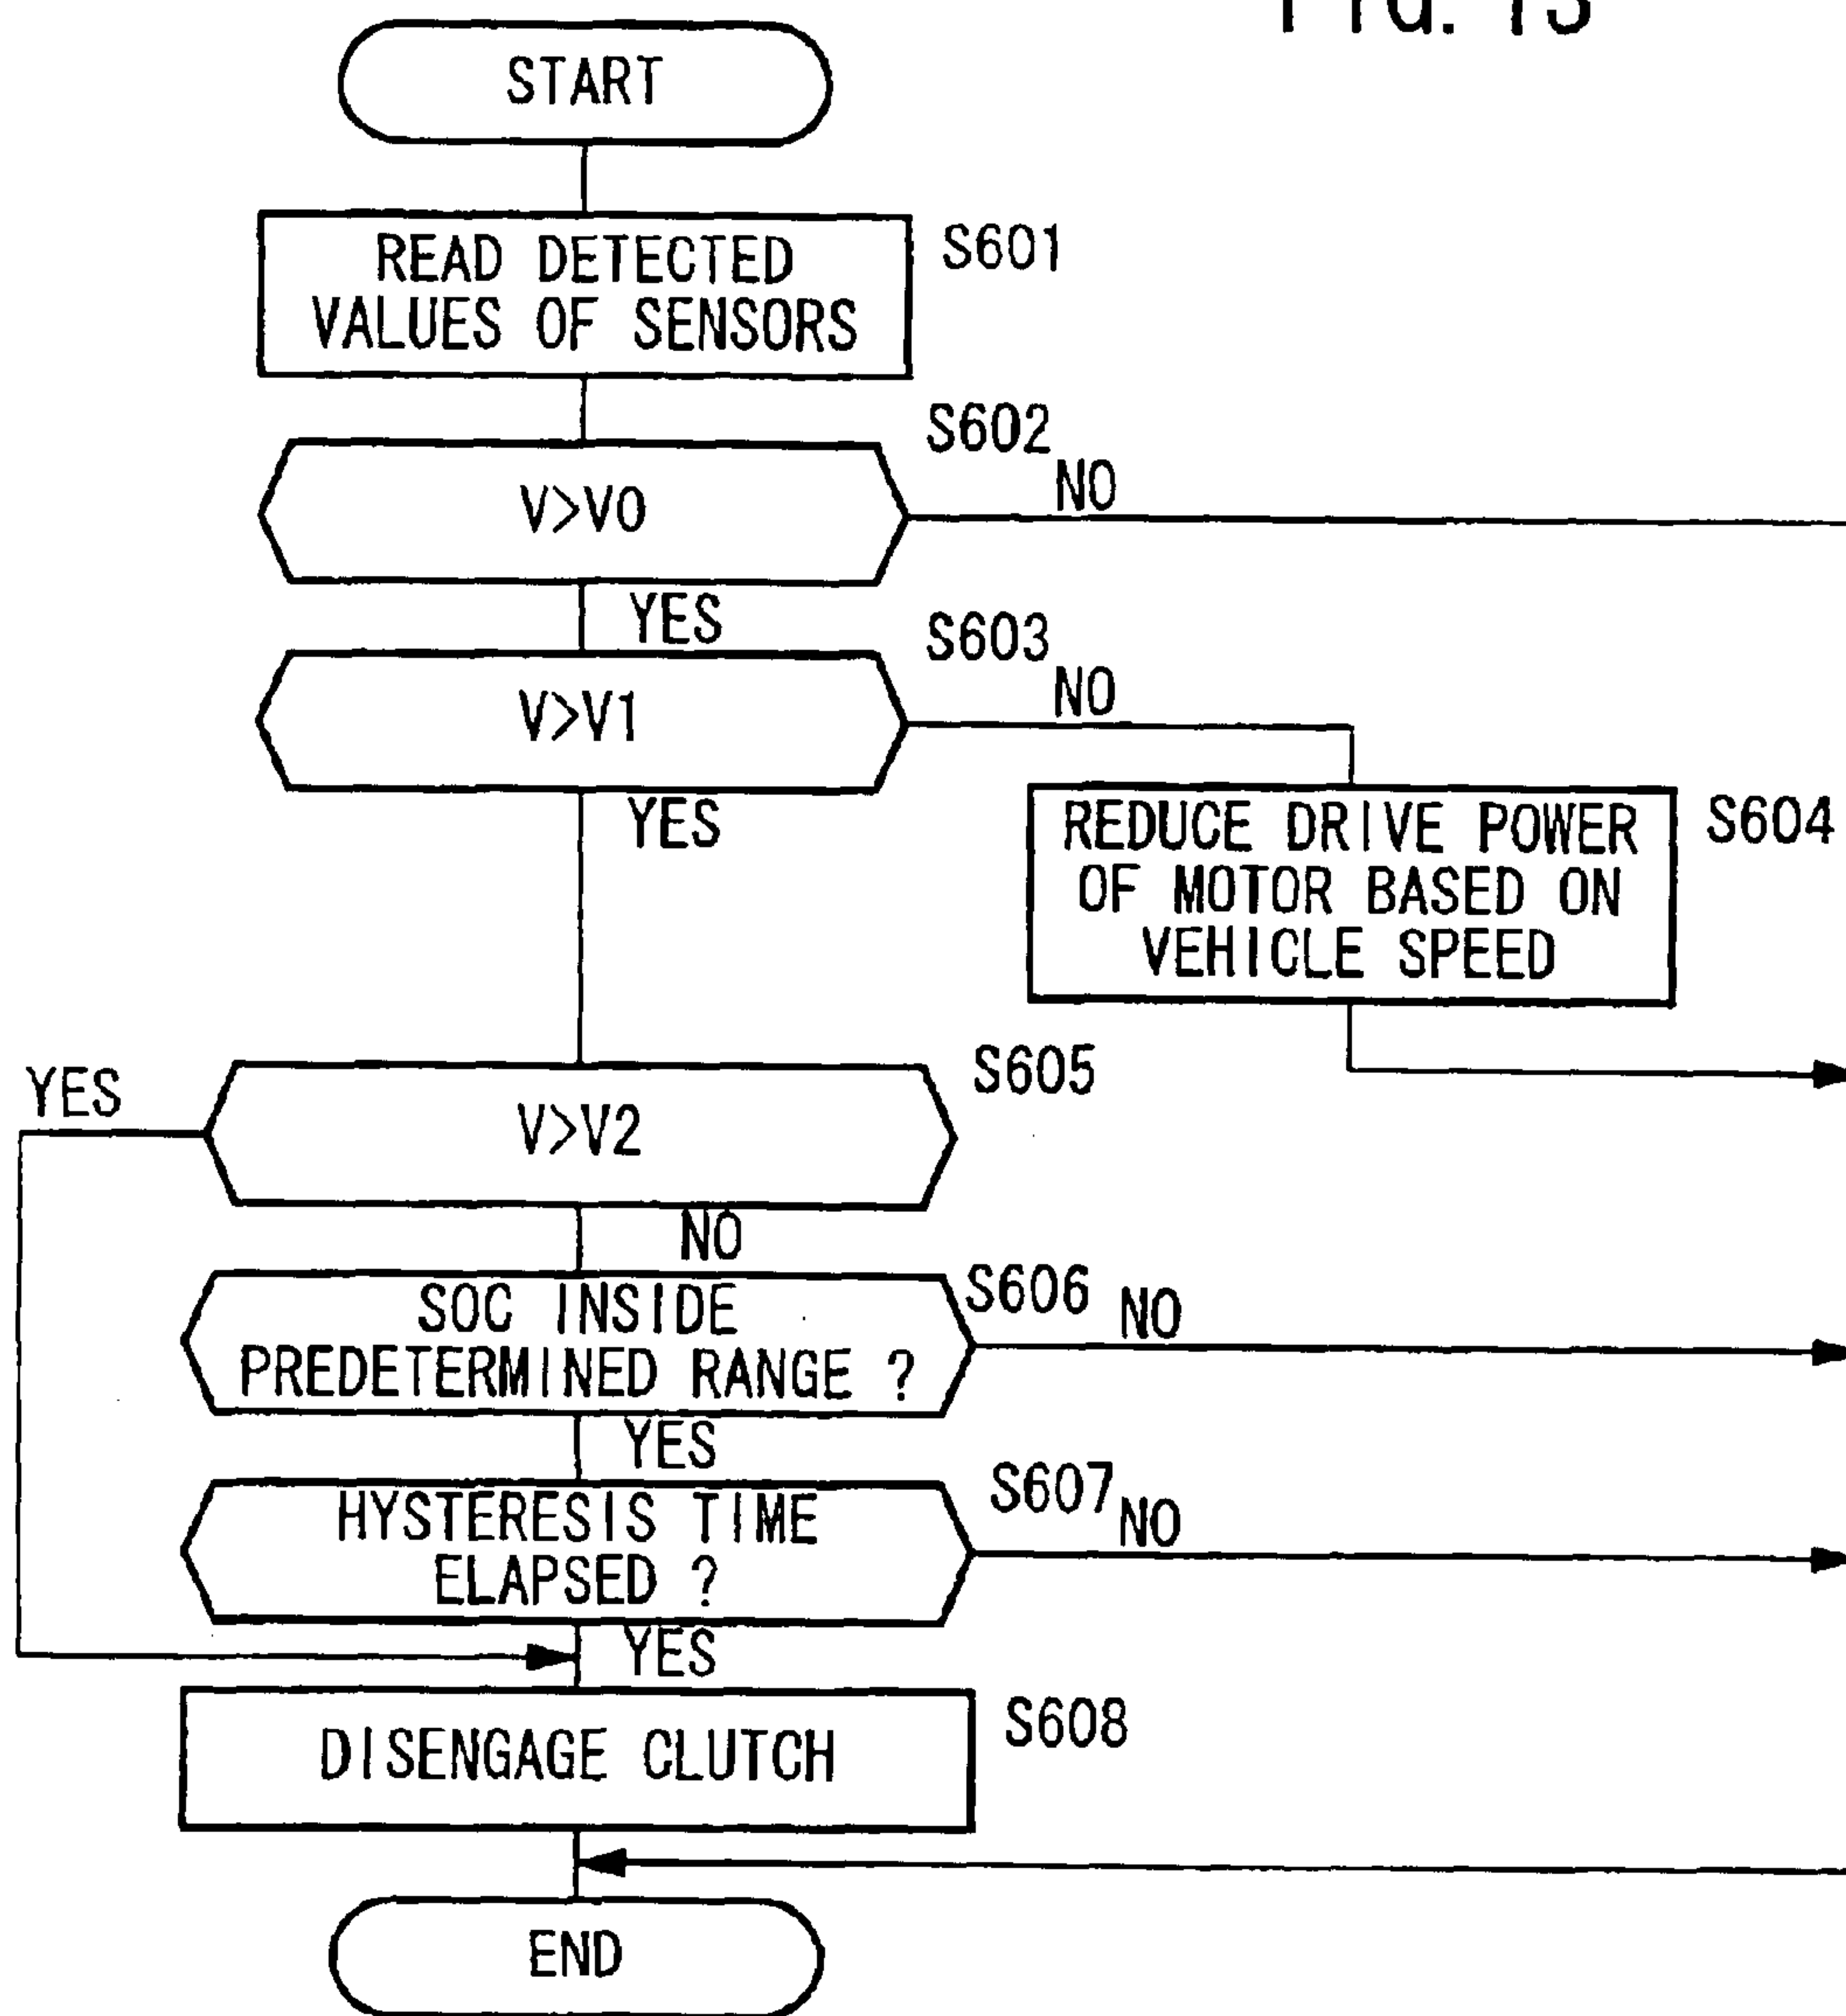 FIG. 13
START
READ DETECTED
VALUES OF SENSORS
S601
V>V0
S602
NO
YES
V>V1
S603
NO
YES
REDUCE DRIVE POWER
OF MOTOR BASED ON
VEHICLE SPEED
S604
V>V2
S605
YES
NO
SOC INSIDE
PREDETERMINED RANGE ?
S606
NO
YES
HYSTERESIS TIME
ELAPSED ?
S607
NO
YES
DISENGAGE CLUTCH
S608
END